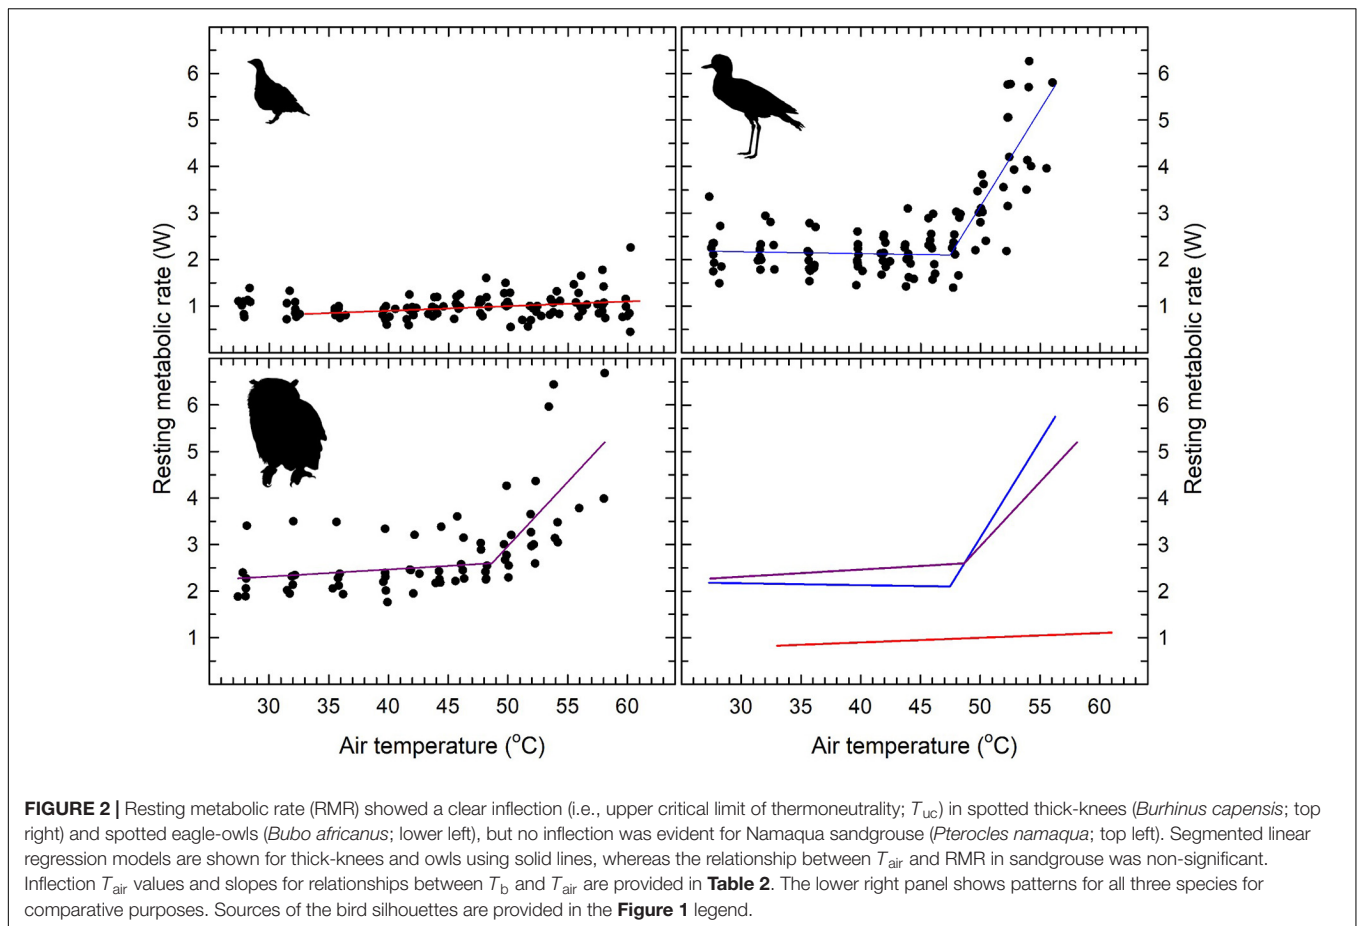 6
5
4
3
2
1
6
5
4
3
2
1
Resting metabolic rate (W)
Resting metabolic rate (W)
6
5
4
3
2
1
6
5
4
3
2
1
30 35 40 45 50 55 60
30 35 40 45 50 55 60
Air temperature (°C)
Air temperature (°C)
FIGURE 2 | Resting metabolic rate (RMR) showed a clear inflection (i.e., upper critical limit of thermoneutrality; Tuc) in spotted thick-knees (Burhinus capensis; top
right) and spotted eagle-owls (Bubo africanus; lower left), but no inflection was evident for Namaqua sandgrouse (Pterocles namaqua; top left). Segmented linear
regression models are shown for thick-knees and owls using solid lines, whereas the relationship between Tair and RMR in sandgrouse was non-significant.
Inflection Tair values and slopes for relationships between Tb and Tair are provided in Table 2. The lower right panel shows patterns for all three species for
comparative purposes. Sources of the bird silhouettes are provided in the Figure 1 legend.